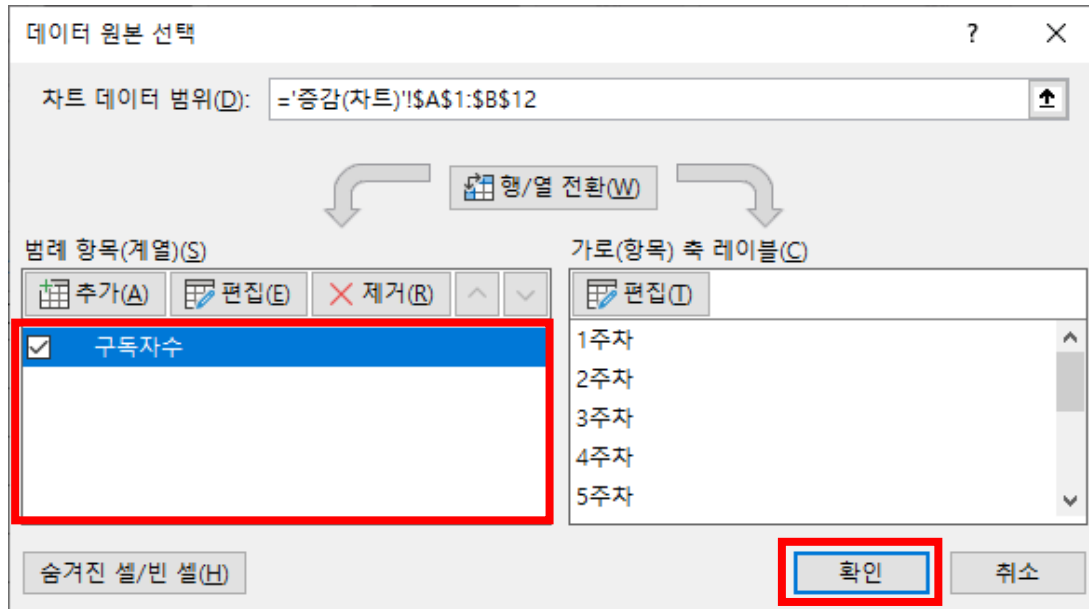 데이터 원본 선택
차트 데이터 범위(D): ='증감(차트)'!$A$1:$B$12
행/열 전환(W)
범례 항목(계열)(S)
추가(A) 편집(E) 제거(R)
구독자수
가로(항목) 축 레이블(C)
편집(T)
1주차
2주차
3주차
4주차
5주차
숨겨진 셀/빈 셀(H)
확인 취소